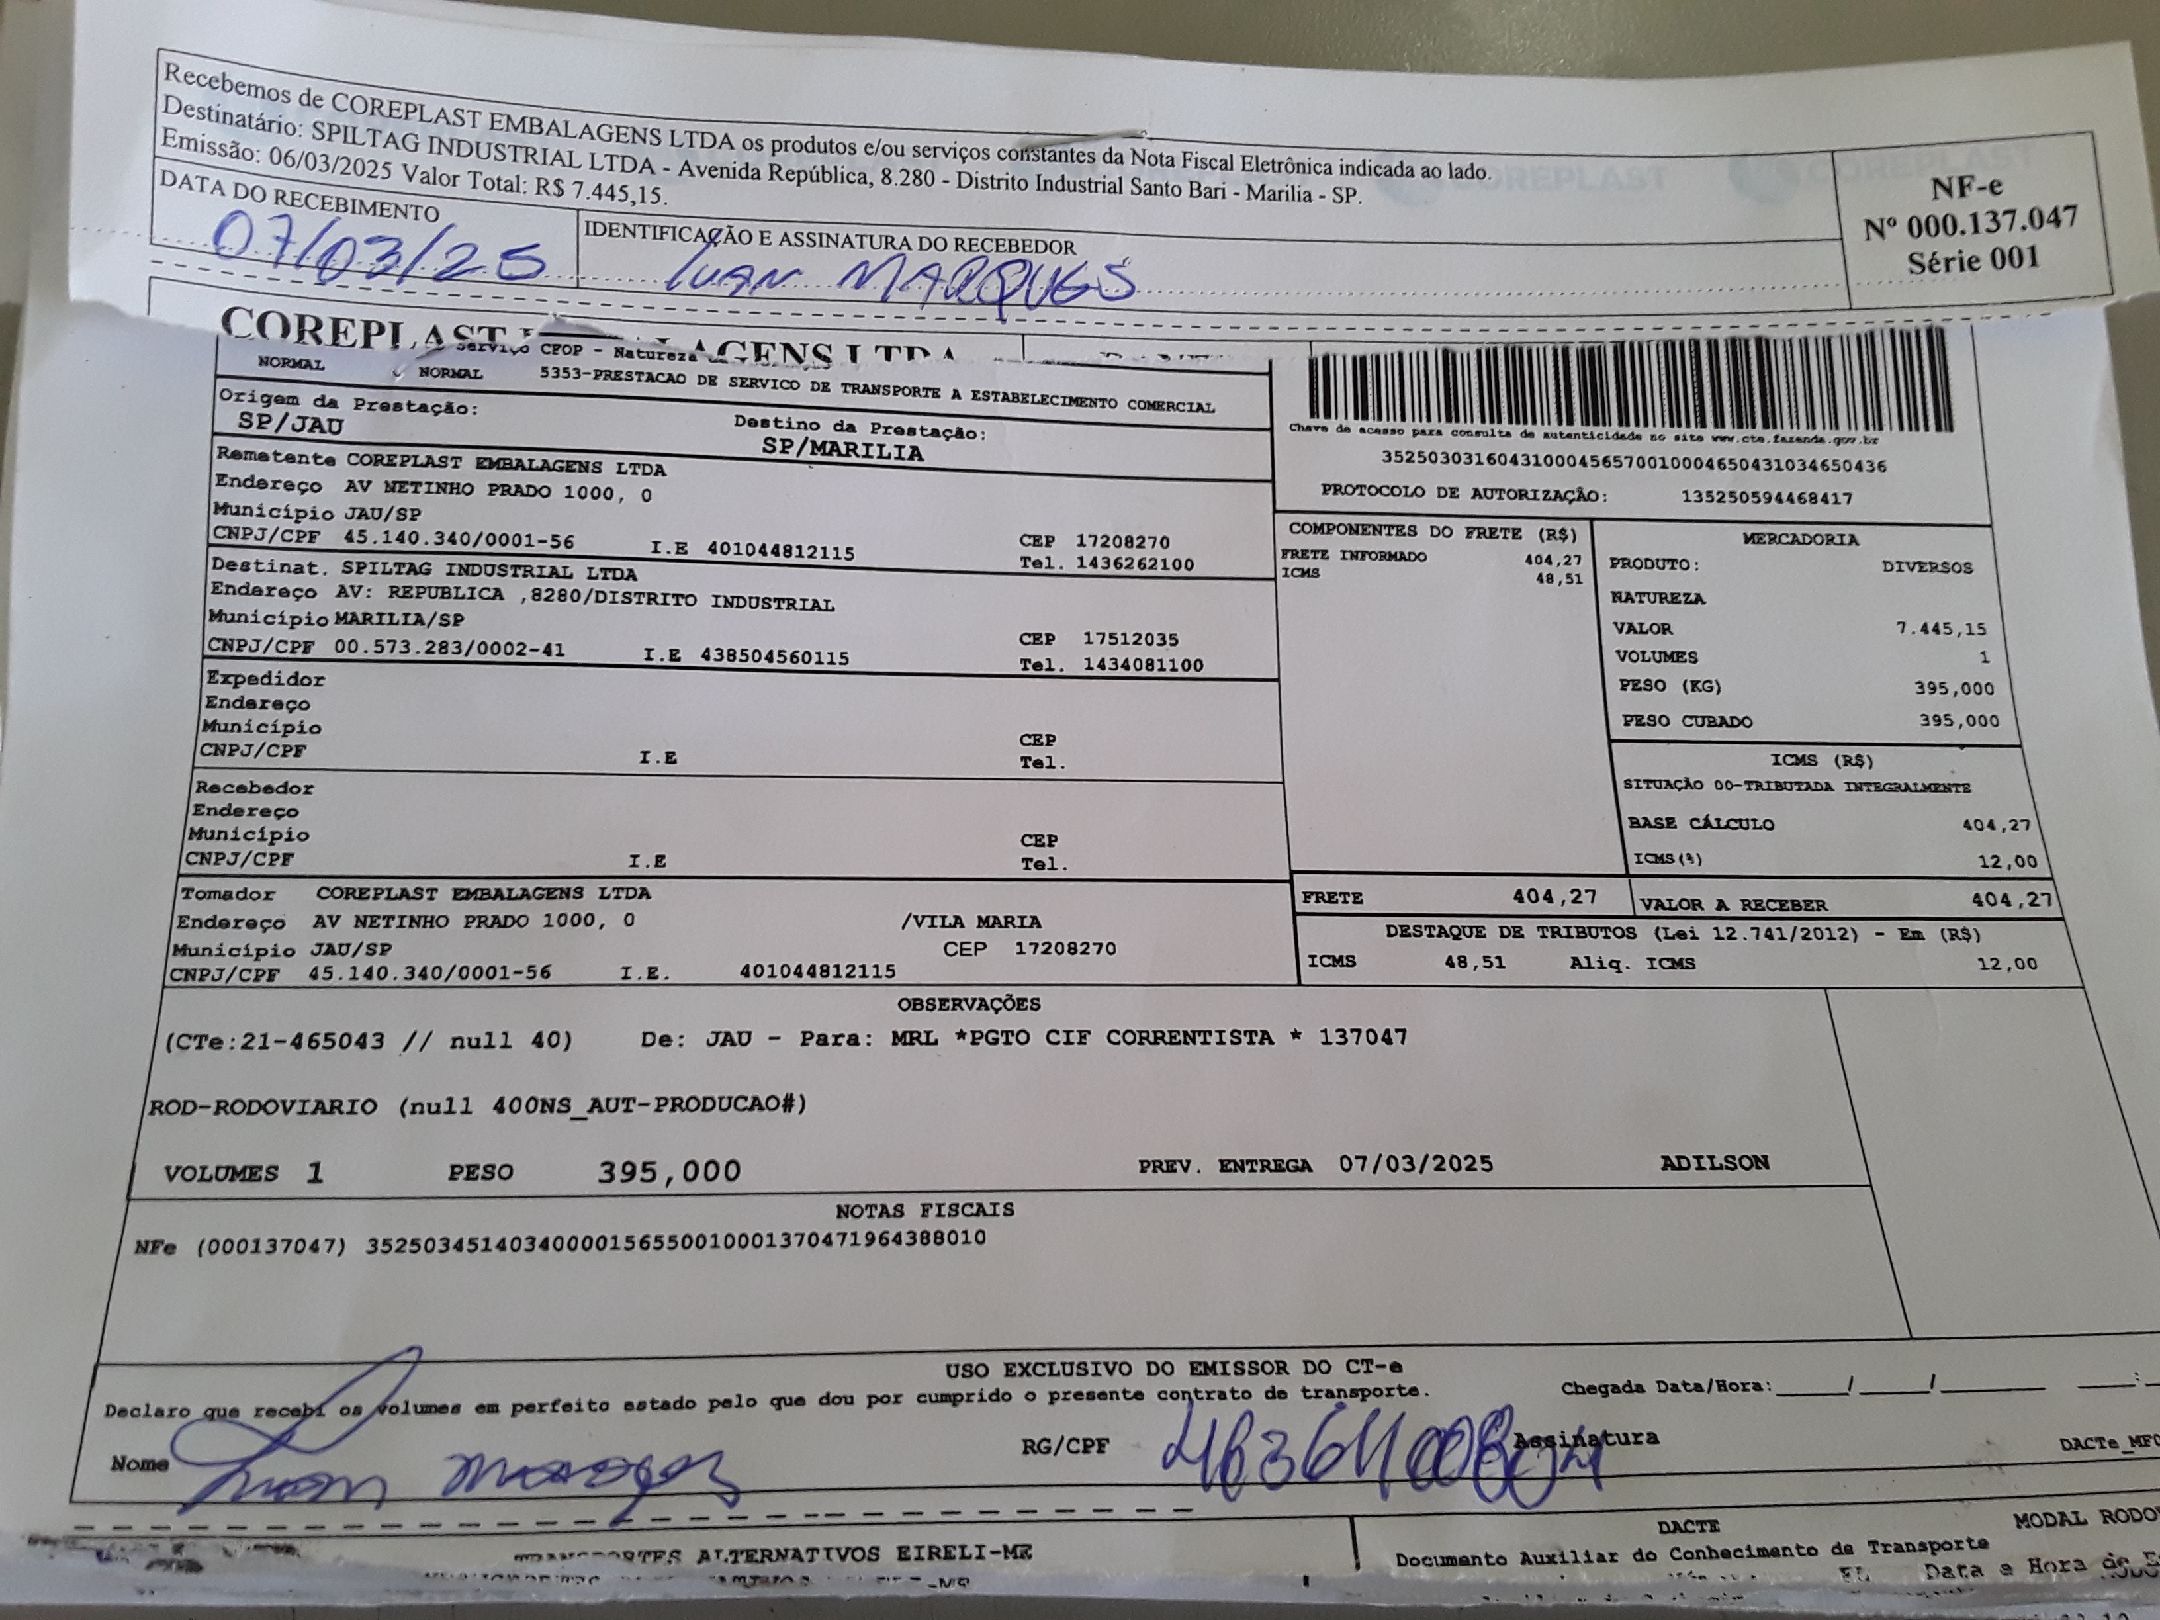 Recebemos de COREPLAST EMBALAGENS LTDA os produtos e/ou serviços constantes da Nota Fiscal Eletrônica indicada ao lado.
Destinatário: SPILTAG INDUSTRIAL LTDA - Avenida República, 8.280 - Distrito Industrial Santo Bari - Marilia - SP.
Emissão: 06/03/2025 Valor Total: R$ 7.445,15.
NF-e
Nº 000.137.047
Série 001
DATA DO RECEBIMENTO
07/03/25
IDENTIFICAÇÃO E ASSINATURA DO RECEBEDOR
LUAN MARQUES
COREPLAST
Serviço CFOP - Natureza
NORMAL NORMAL 5353-PRESTACAO DE SERVICO DE TRANSPORTE A ESTABELECIMENTO COMERCIAL
Origem da Prestação: Destino da Prestação:
SP/JAU SP/MARILIA
Chave de acesso para consulta de autenticidade no site www.cte.fazenda.gov.br
35250303160431000456570010004650431034650436
PROTOCOLO DE AUTORIZAÇÃO: 135250594468417
Remetente COREPLAST EMBALAGENS LTDA
Endereço AV NETINHO PRADO 1000, 0
Município JAU/SP CEP 17208270
CNPJ/CPF 45.140.340/0001-56 I.E 401044812115 Tel. 1436262100
Destinat. SPILTAG INDUSTRIAL LTDA
Endereço AV: REPUBLICA ,8280/DISTRITO INDUSTRIAL
Município MARILIA/SP CEP 17512035
CNPJ/CPF 00.573.283/0002-41 I.E 438504560115 Tel. 1434081100
Expedidor
Endereço
Município CEP
CNPJ/CPF I.E Tel.
Recebedor
Endereço
Município CEP
CNPJ/CPF I.E Tel.
Tomador COREPLAST EMBALAGENS LTDA
Endereço AV NETINHO PRADO 1000, 0 /VILA MARIA
Município JAU/SP CEP 17208270
CNPJ/CPF 45.140.340/0001-56 I.E. 401044812115
COMPONENTES DO FRETE (R$)
FRETE INFORMADO 404,27
ICMS 48,51
MERCADORIA
PRODUTO: DIVERSOS
NATUREZA
VALOR 7.445,15
VOLUMES 1
PESO (KG) 395,000
PESO CUBADO 395,000
ICMS (R$)
SITUAÇÃO 00-TRIBUTADA INTEGRALMENTE
BASE CÁLCULO 404,27
ICMS(%) 12,00
FRETE 404,27 VALOR A RECEBER 404,27
DESTAQUE DE TRIBUTOS (Lei 12.741/2012) - Em (R$)
ICMS 48,51 Aliq. ICMS 12,00
OBSERVAÇÕES
(CTe:21-465043 // null 40) De: JAU - Para: MRL *PGTO CIF CORRENTISTA * 137047
ROD-RODOVIARIO (null 400NS_AUT-PRODUCAO#)
VOLUMES 1 PESO 395,000 PREV. ENTREGA 07/03/2025 ADILSON
NOTAS FISCAIS
NFe (000137047) 35250345140340000156550010001370471964388010
USO EXCLUSIVO DO EMISSOR DO CT-e
Declaro que recebi os volumes em perfeito estado pelo que dou por cumprido o presente contrato de transporte. Chegada Data/Hora:____/____/______ ____:
Nome Luan Marques RG/CPF Assinatura
DACTe_MFC
ALTERNATIVOS EIRELI-ME
DACTE
MODAL RODO
Documento Auxiliar do Conhecimento de Transporte
Data e Hora de